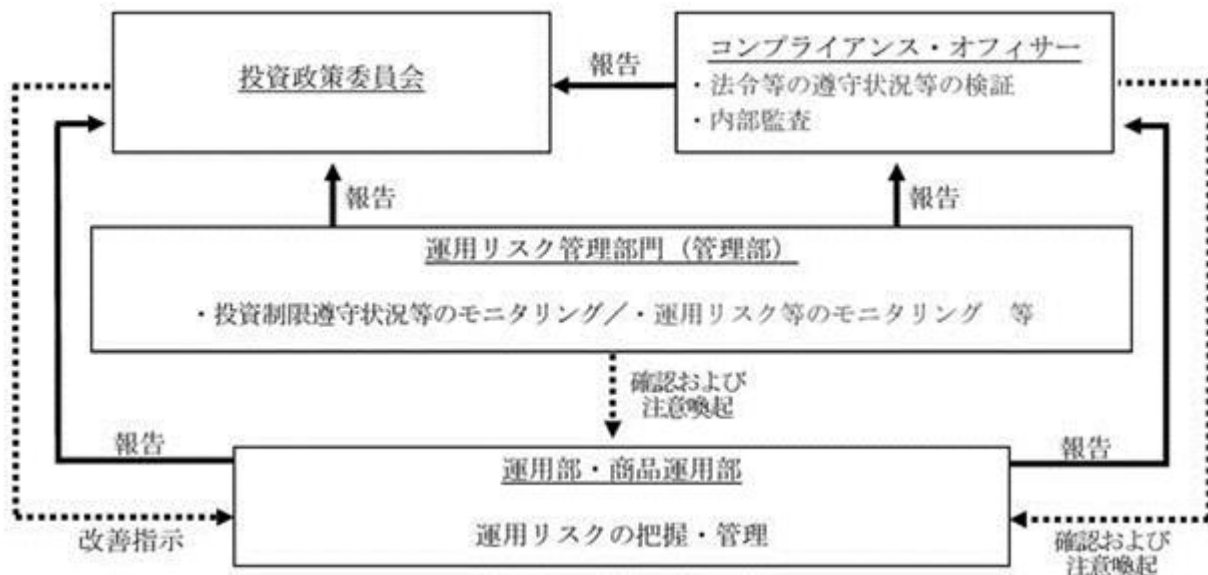 投資政策委員会
報告
コンプライアンス・オフィサー
・法令等の遵守状況等の検証
・内部監査
報告
報告
運用リスク管理部門（管理部）
・投資制限遵守状況等のモニタリング／・運用リスク等のモニタリング　等
確認および
注意喚起
報告
報告
運用部・商品運用部
運用リスクの把握・管理
改善指示
確認および
注意喚起